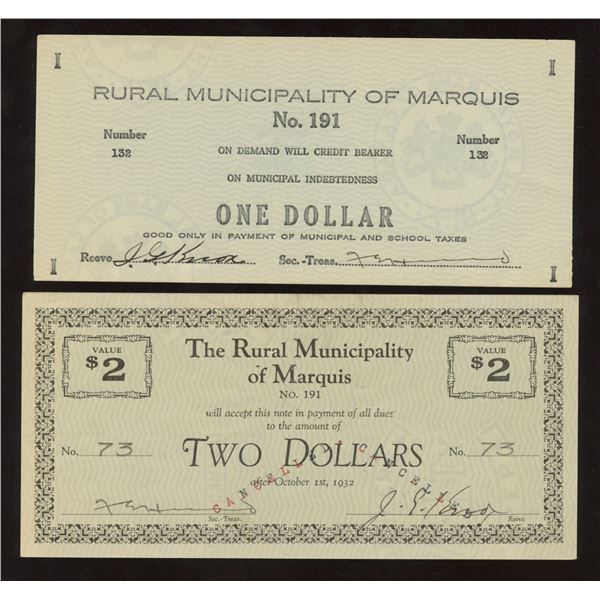 I I
RURAL MUNICIPALITY OF MARQUIS
No. 191
Number Number
132 132
ON DEMAND WILL CREDIT BEARER
ON MUNICIPAL INDEBTEDNESS
ONE DOLLAR
GOOD ONLY IN PAYMENT OF MUNICIPAL AND SCHOOL TAXES
Reeve J. G. Knox Sec.-Treas.
I I
VALUE VALUE
$2 $2
The Rural Municipality
of Marquis
No. 191
will accept this note in payment of all dues
to the amount of
No. 73 TWO DOLLARS No. 73
after October 1st, 1932
CANCELLED CANCELLED
J. G. Knox
Sec.-Treas. Reeve